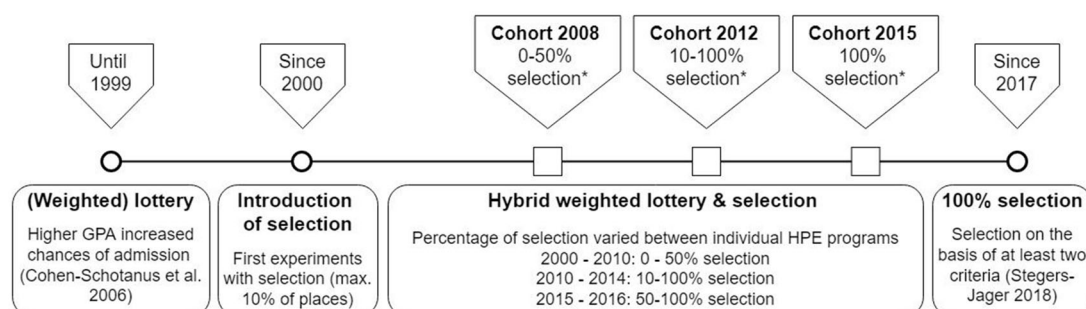 Until
1999
Since
2000
Cohort 2008
0-50%
selection*
Cohort 2012
10-100%
selection*
Cohort 2015
100%
selection*
Since
2017
(Weighted) lottery
Higher GPA increased
chances of admission
(Cohen-Schotanus et al.
2006)
Introduction
of selection
First experiments
with selection (max.
10% of places)
Hybrid weighted lottery & selection
Percentage of selection varied between individual HPE programs
2000 - 2010: 0 - 50% selection
2010 - 2014: 10-100% selection
2015 - 2016: 50-100% selection
100% selection
Selection on the
basis of at least two
criteria (Stegers-
Jager 2018)